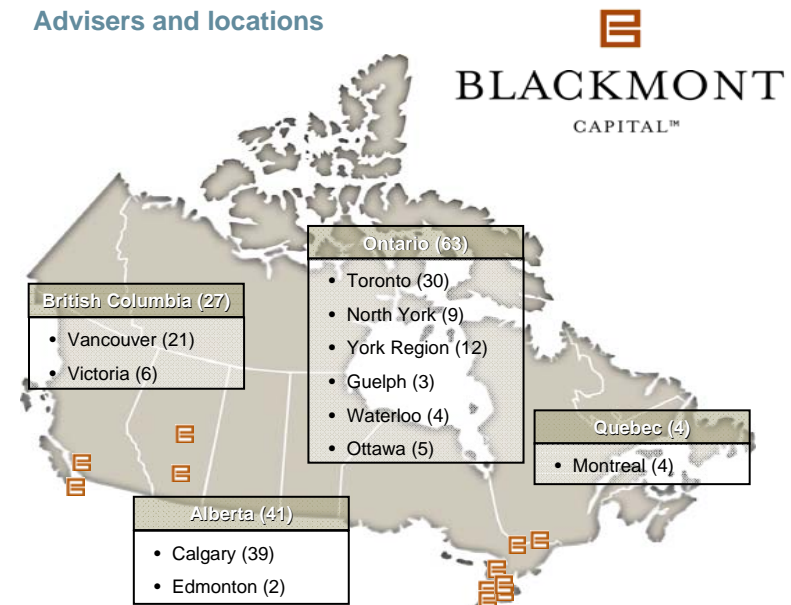 Advisers and locations
BLACKMONT
CAPITAL™
Ontario (63)
• Toronto (30)
• North York (9)
• York Region (12)
• Guelph (3)
• Waterloo (4)
• Ottawa (5)
British Columbia (27)
• Vancouver (21)
• Victoria (6)
Quebec (4)
• Montreal (4)
Alberta (41)
• Calgary (39)
• Edmonton (2)